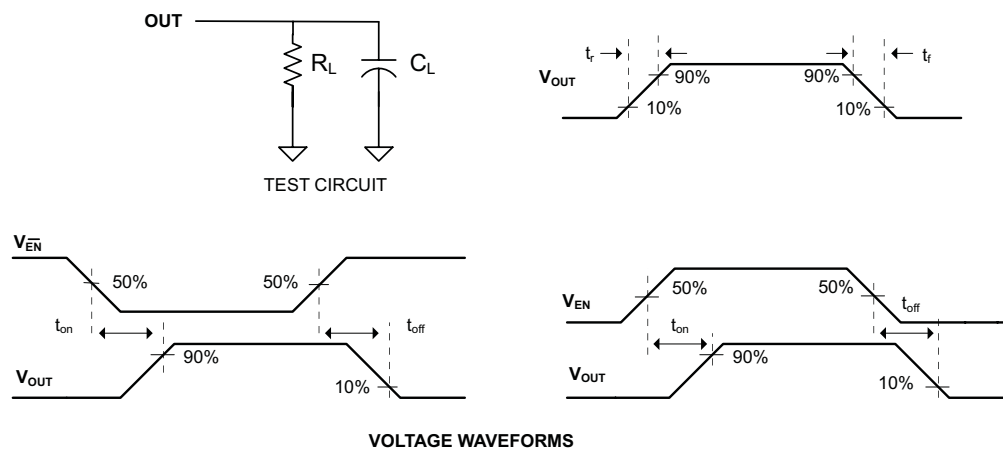 OUT
R_L
C_L
TEST CIRCUIT
t_r
t_f
V_OUT
90%
90%
10%
10%
V_E̅N̅
50%
50%
t_on
t_off
90%
V_OUT
10%
V_EN
50%
50%
t_on
t_off
90%
V_OUT
10%
VOLTAGE WAVEFORMS